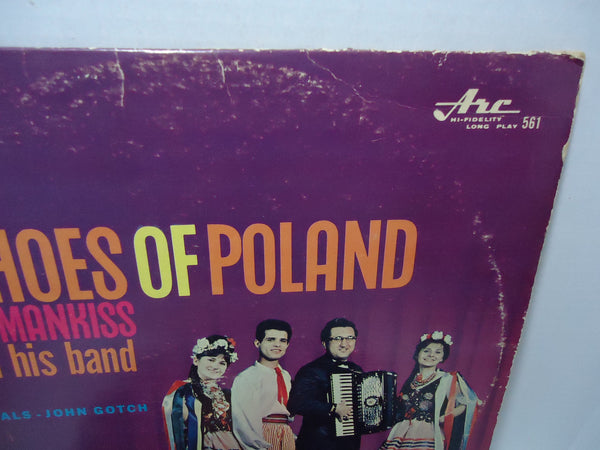 Arc
HI-FIDELITY
LONG PLAY 561
HOES OF POLAND
MANKISS
his band
ALS - JOHN GOTCH